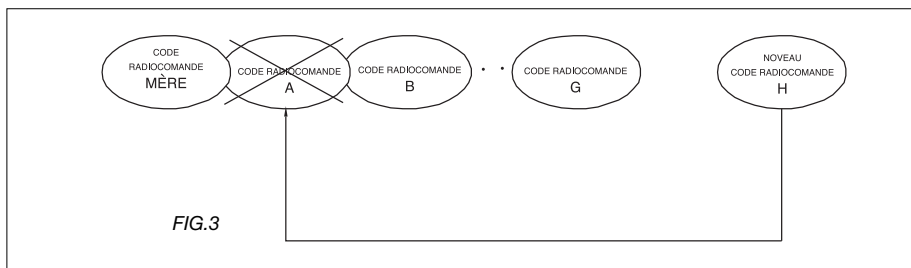 CODE
RADIOCOMANDE
MÈRE
CODE RADIOCOMANDE
A
CODE RADIOCOMANDE
B
. .
CODE RADIOCOMANDE
G
NOVEAU
CODE RADIOCOMANDE
H
FIG.3